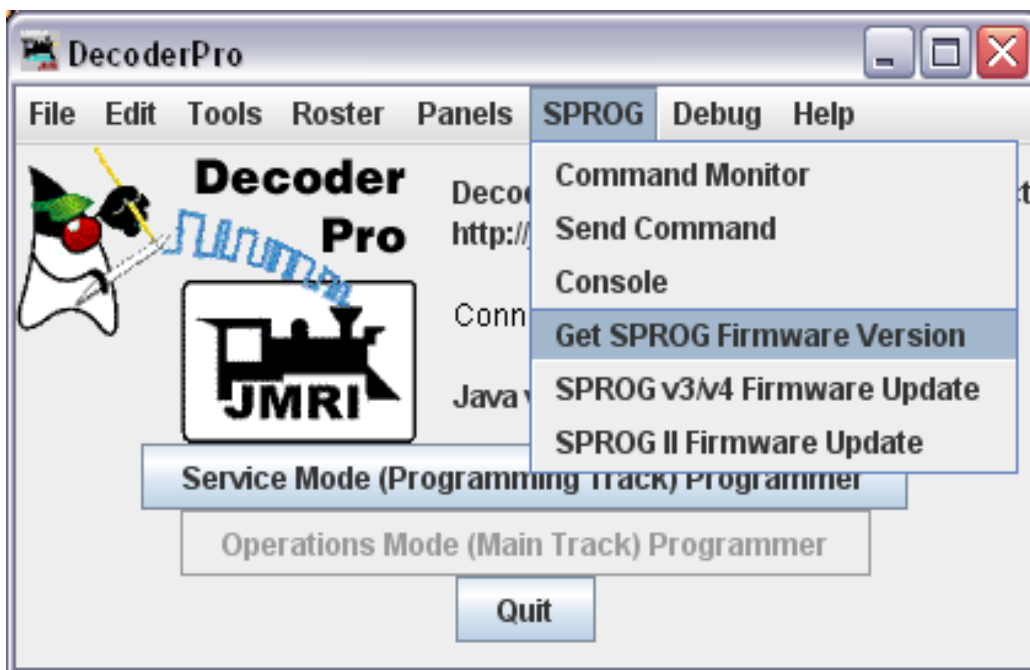 DecoderPro
File Edit Tools Roster Panels SPROG Debug Help
Decoder
Pro
http://
JMRI
Java
Command Monitor
Send Command
Console
Get SPROG Firmware Version
SPROG v3/v4 Firmware Update
SPROG II Firmware Update
Service Mode (Programming Track) Programmer
Operations Mode (Main Track) Programmer
Quit